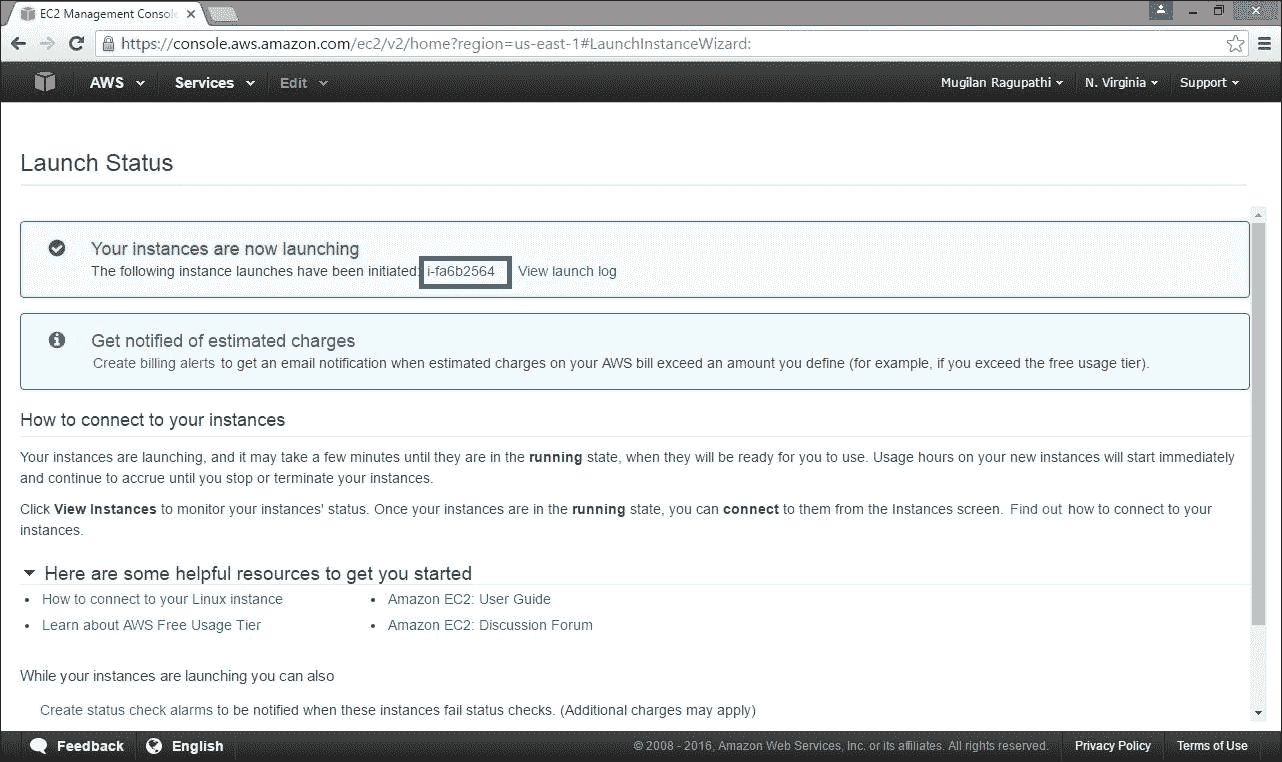 EC2 Management Console
https://console.aws.amazon.com/ec2/v2/home?region=us-east-1#LaunchInstanceWizard:
AWS Services Edit Mugilan Ragupathi N. Virginia Support
Launch Status
Your instances are now launching
The following instance launches have been initiated: i-fa6b2564 View launch log
Get notified of estimated charges
Create billing alerts to get an email notification when estimated charges on your AWS bill exceed an amount you define (for example, if you exceed the free usage tier).
How to connect to your instances
Your instances are launching, and it may take a few minutes until they are in the running state, when they will be ready for you to use. Usage hours on your new instances will start immediately
and continue to accrue until you stop or terminate your instances.
Click View Instances to monitor your instances' status. Once your instances are in the running state, you can connect to them from the Instances screen. Find out how to connect to your
instances.
Here are some helpful resources to get you started
• How to connect to your Linux instance • Amazon EC2: User Guide
• Learn about AWS Free Usage Tier • Amazon EC2: Discussion Forum
While your instances are launching you can also
Create status check alarms to be notified when these instances fail status checks. (Additional charges may apply)
Feedback English © 2008 - 2016, Amazon Web Services, Inc. or its affiliates. All rights reserved. Privacy Policy Terms of Use